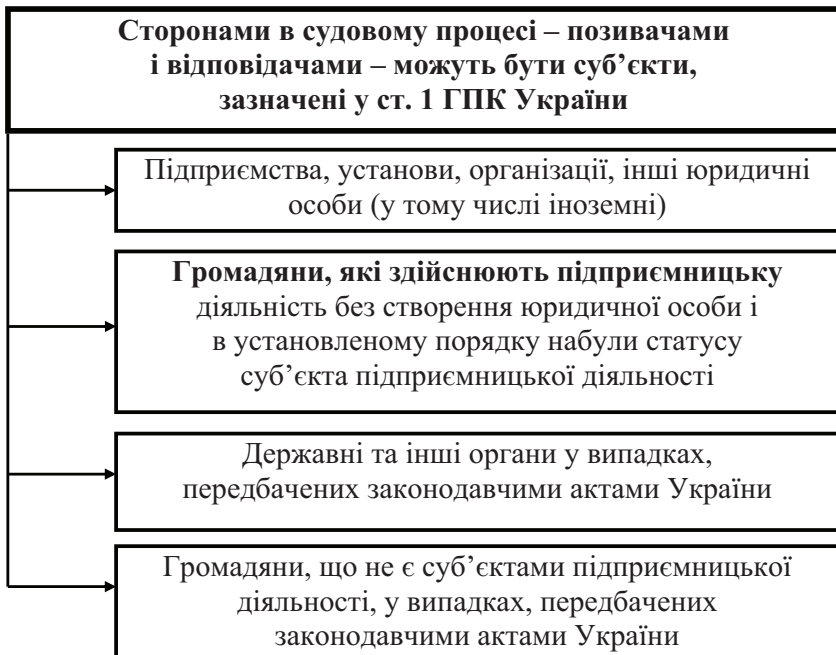 Сторонами в судовому процесі – позивачами
і відповідачами – можуть бути суб’єкти,
зазначені у ст. 1 ГПК України
Підприємства, установи, організації, інші юридичні
особи (у тому числі іноземні)
Громадяни, які здійснюють підприємницьку
діяльність без створення юридичної особи і
в установленому порядку набули статусу
суб’єкта підприємницької діяльності
Державні та інші органи у випадках,
передбачених законодавчими актами України
Громадяни, що не є суб’єктами підприємницької
діяльності, у випадках, передбачених
законодавчими актами України